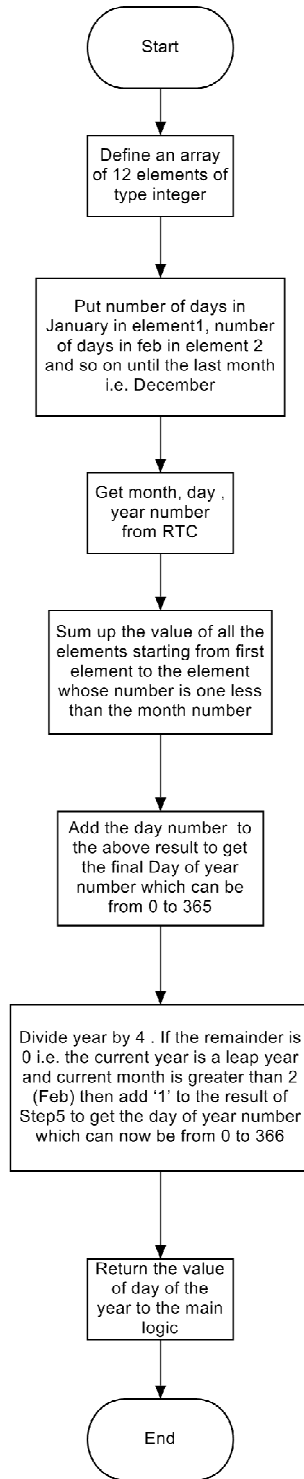 Start
Define an array
of 12 elements of
type integer
Put number of days in
January in element1, number
of days in feb in element 2
and so on until the last month
i.e. December
Get month, day ,
year number
from RTC
Sum up the value of all the
elements starting from first
element to the element
whose number is one less
than the month number
Add the day number to
the above result to get
the final Day of year
number which can be
from 0 to 365
Divide year by 4 . If the remainder is
0 i.e. the current year is a leap year
and current month is greater than 2
(Feb) then add ‘1’ to the result of
Step5 to get the day of year number
which can now be from 0 to 366
Return the value
of day of the
year to the main
logic
End